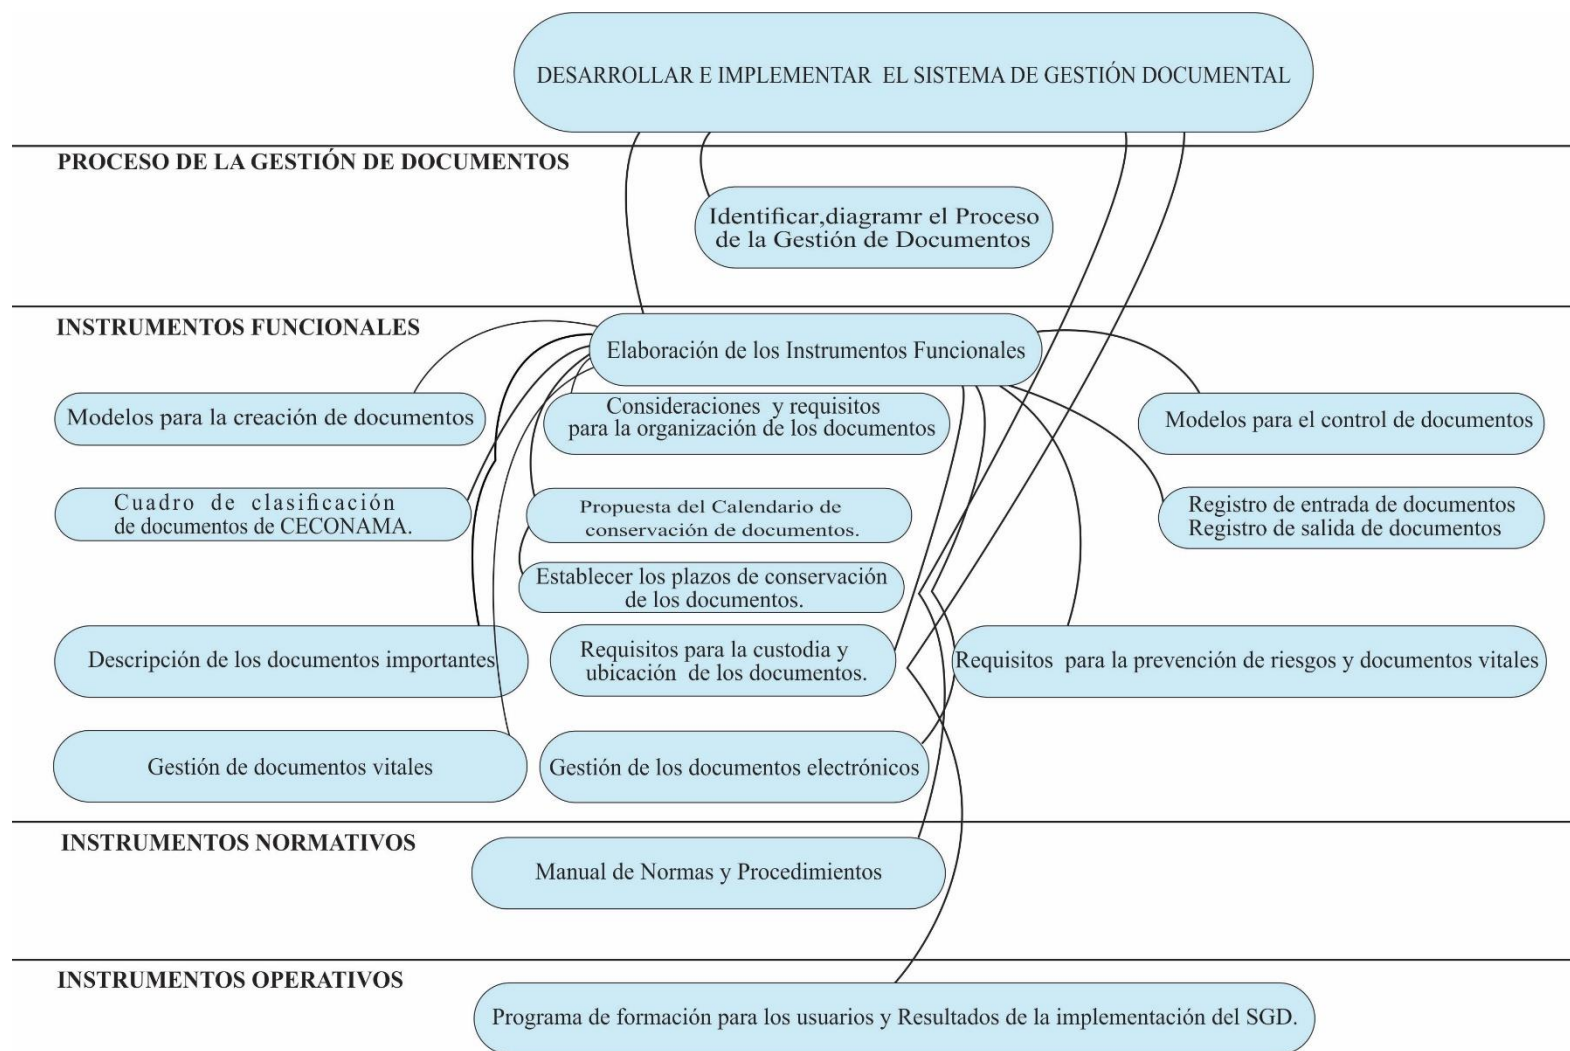 DESARROLLAR E IMPLEMENTAR EL SISTEMA DE GESTIÓN DOCUMENTAL
PROCESO DE LA GESTIÓN DE DOCUMENTOS
Identificar,diagramr el Proceso
de la Gestión de Documentos
INSTRUMENTOS FUNCIONALES
Elaboración de los Instrumentos Funcionales
Modelos para la creación de documentos
Consideraciones y requisitos
para la organización de los documentos
Modelos para el control de documentos
Cuadro de clasificación
de documentos de CECONAMA.
Propuesta del Calendario de
conservación de documentos.
Registro de entrada de documentos
Registro de salida de documentos
Establecer los plazos de conservación
de los documentos.
Descripción de los documentos importantes
Requisitos para la custodia y
ubicación de los documentos.
Requisitos para la prevención de riesgos y documentos vitales
Gestión de documentos vitales
Gestión de los documentos electrónicos
INSTRUMENTOS NORMATIVOS
Manual de Normas y Procedimientos
INSTRUMENTOS OPERATIVOS
Programa de formación para los usuarios y Resultados de la implementación del SGD.